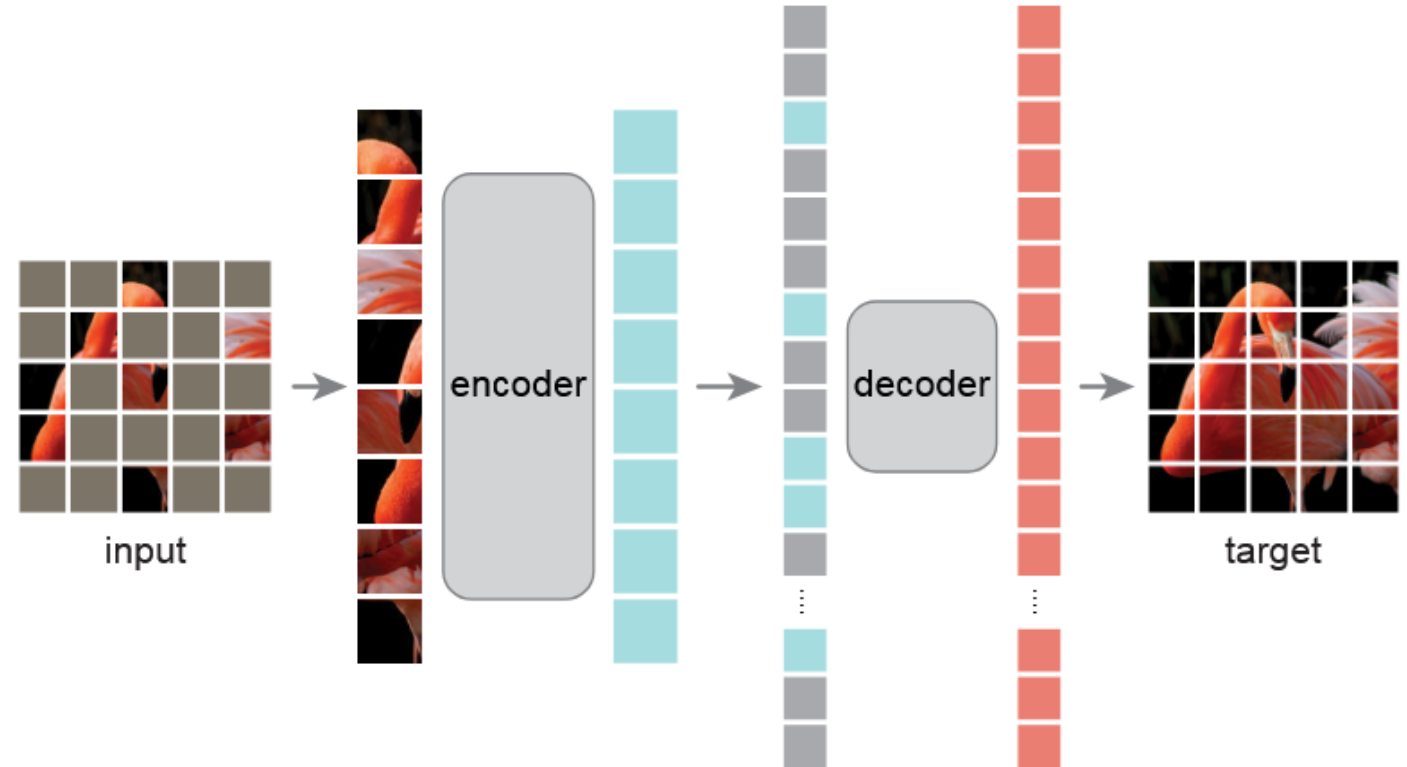 input
encoder
decoder
target